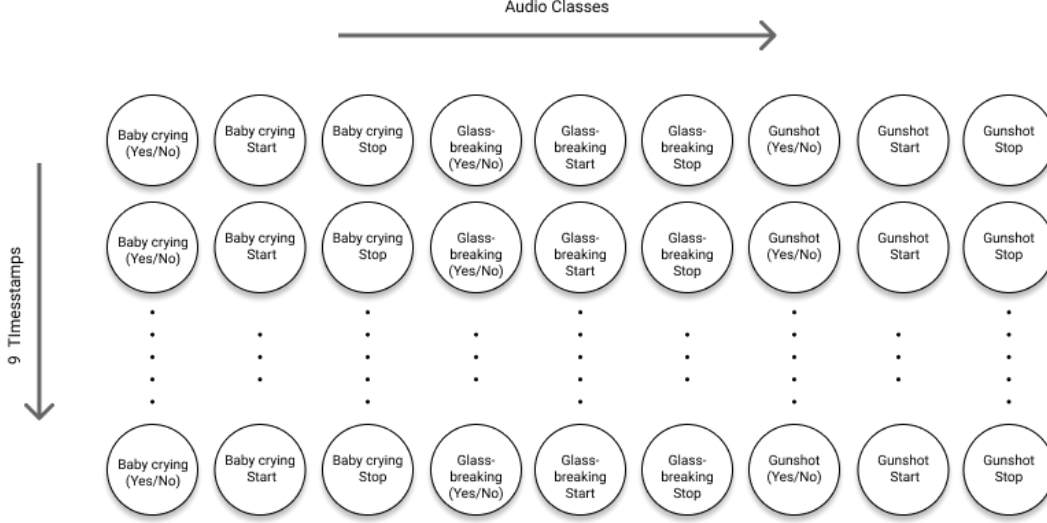 Audio Classes
9 TImesstamps
Baby crying
(Yes/No)
Baby crying
Start
Baby crying
Stop
Glass-
breaking
(Yes/No)
Glass-
breaking
Start
Glass-
breaking
Stop
Gunshot
(Yes/No)
Gunshot
Start
Gunshot
Stop
Baby crying
(Yes/No)
Baby crying
Start
Baby crying
Stop
Glass-
breaking
(Yes/No)
Glass-
breaking
Start
Glass-
breaking
Stop
Gunshot
(Yes/No)
Gunshot
Start
Gunshot
Stop
Baby crying
(Yes/No)
Baby crying
Start
Baby crying
Stop
Glass-
breaking
(Yes/No)
Glass-
breaking
Start
Glass-
breaking
Stop
Gunshot
(Yes/No)
Gunshot
Start
Gunshot
Stop